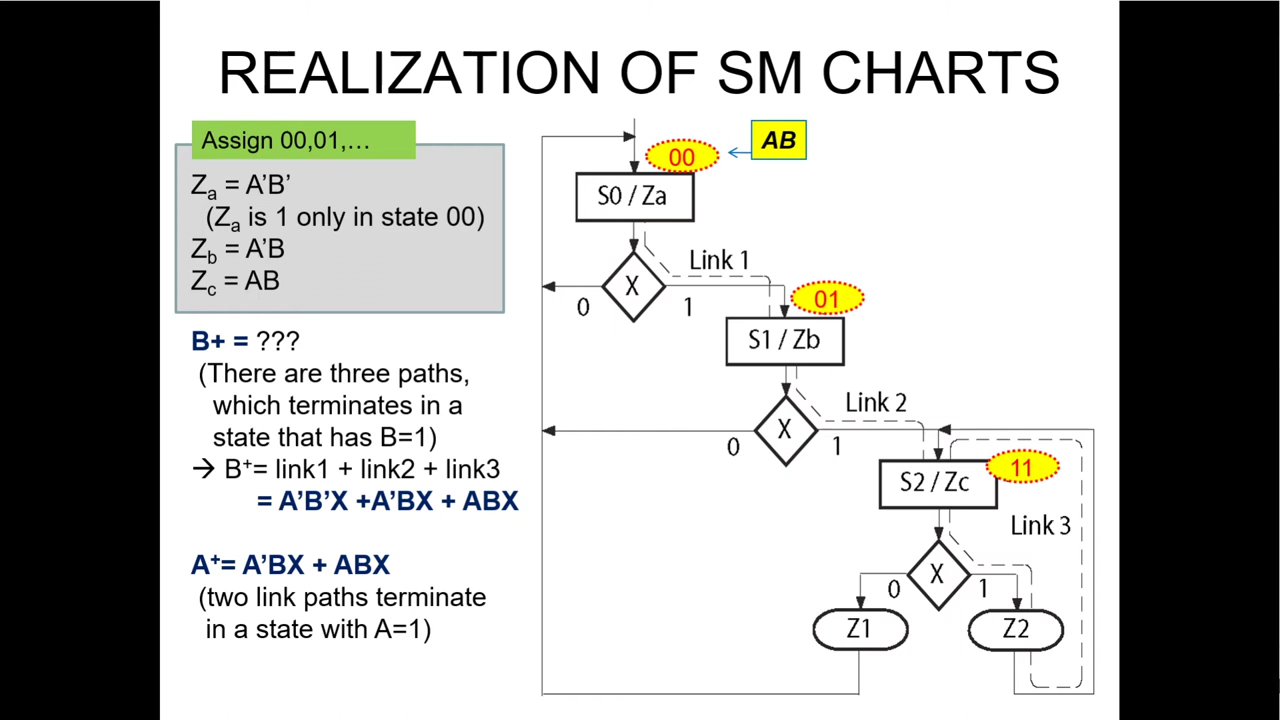 REALIZATION OF SM CHARTS
Assign 00,01,…
Za = A’B’
(Za is 1 only in state 00)
Zb = A’B
Zc = AB
B+ = ???
(There are three paths,
which terminates in a
state that has B=1)
→ B+= link1 + link2 + link3
= A’B’X +A’BX + ABX
A+= A’BX + ABX
(two link paths terminate
in a state with A=1)
AB
00
S0 / Za
Link 1
X
0
1
01
S1 / Zb
Link 2
X
0
1
11
S2 / Zc
Link 3
X
0
1
Z1
Z2